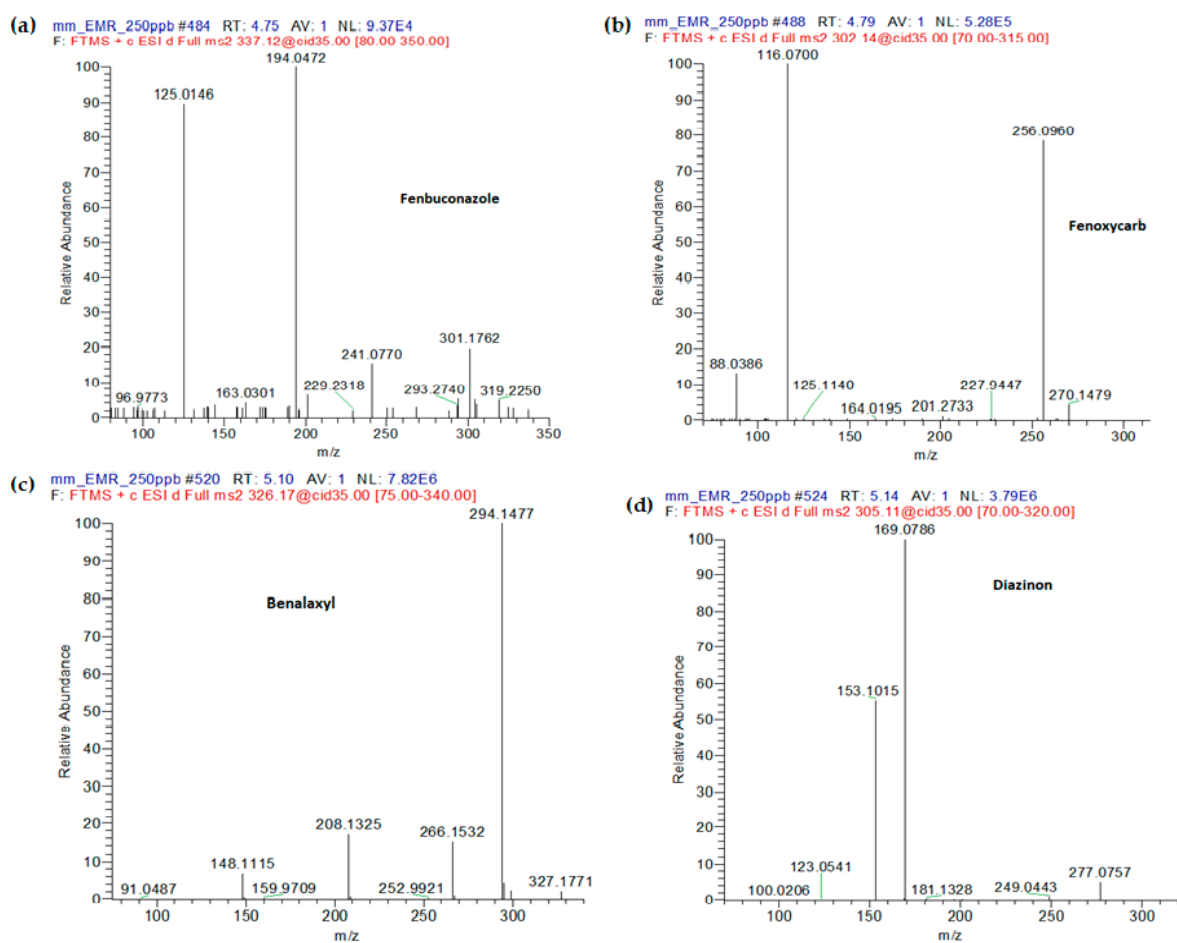 (a)
mm_EMR_250ppb #484 RT: 4.75 AV: 1 NL: 9.37E4
F: FTMS + c ESI d Full ms2 337.12@cid35.00 [80.00-350.00]
194.0472
125.0146
Fenbuconazole
301.1762
241.0770
229.2318
163.0301
96.9773
293.2740
319.2250
100
90
80
70
60
50
40
30
20
10
0
Relative Abundance
100 150 200 250 300 350
m/z
(b)
mm_EMR_250ppb #488 RT: 4.79 AV: 1 NL: 5.28E5
F: FTMS + c ESI d Full ms2 302.14@cid35.00 [70.00-315.00]
116.0700
256.0960
Fenoxycarb
88.0386
125.1140
164.0195
201.2733
227.9447
270.1479
100
90
80
70
60
50
40
30
20
10
0
Relative Abundance
100 150 200 250 300
m/z
(c)
mm_EMR_250ppb #520 RT: 5.10 AV: 1 NL: 7.82E6
F: FTMS + c ESI d Full ms2 326.17@cid35.00 [75.00-340.00]
294.1477
Benalaxyl
208.1325
266.1532
148.1115
91.0487
159.9709
252.9921
327.1771
100
90
80
70
60
50
40
30
20
10
0
Relative Abundance
100 150 200 250 300
m/z
(d)
mm_EMR_250ppb #524 RT: 5.14 AV: 1 NL: 3.79E6
F: FTMS + c ESI d Full ms2 305.11@cid35.00 [70.00-320.00]
169.0786
Diazinon
153.1015
123.0541
100.0206
181.1328
249.0443
277.0757
100
90
80
70
60
50
40
30
20
10
0
Relative Abundance
100 150 200 250 300
m/z